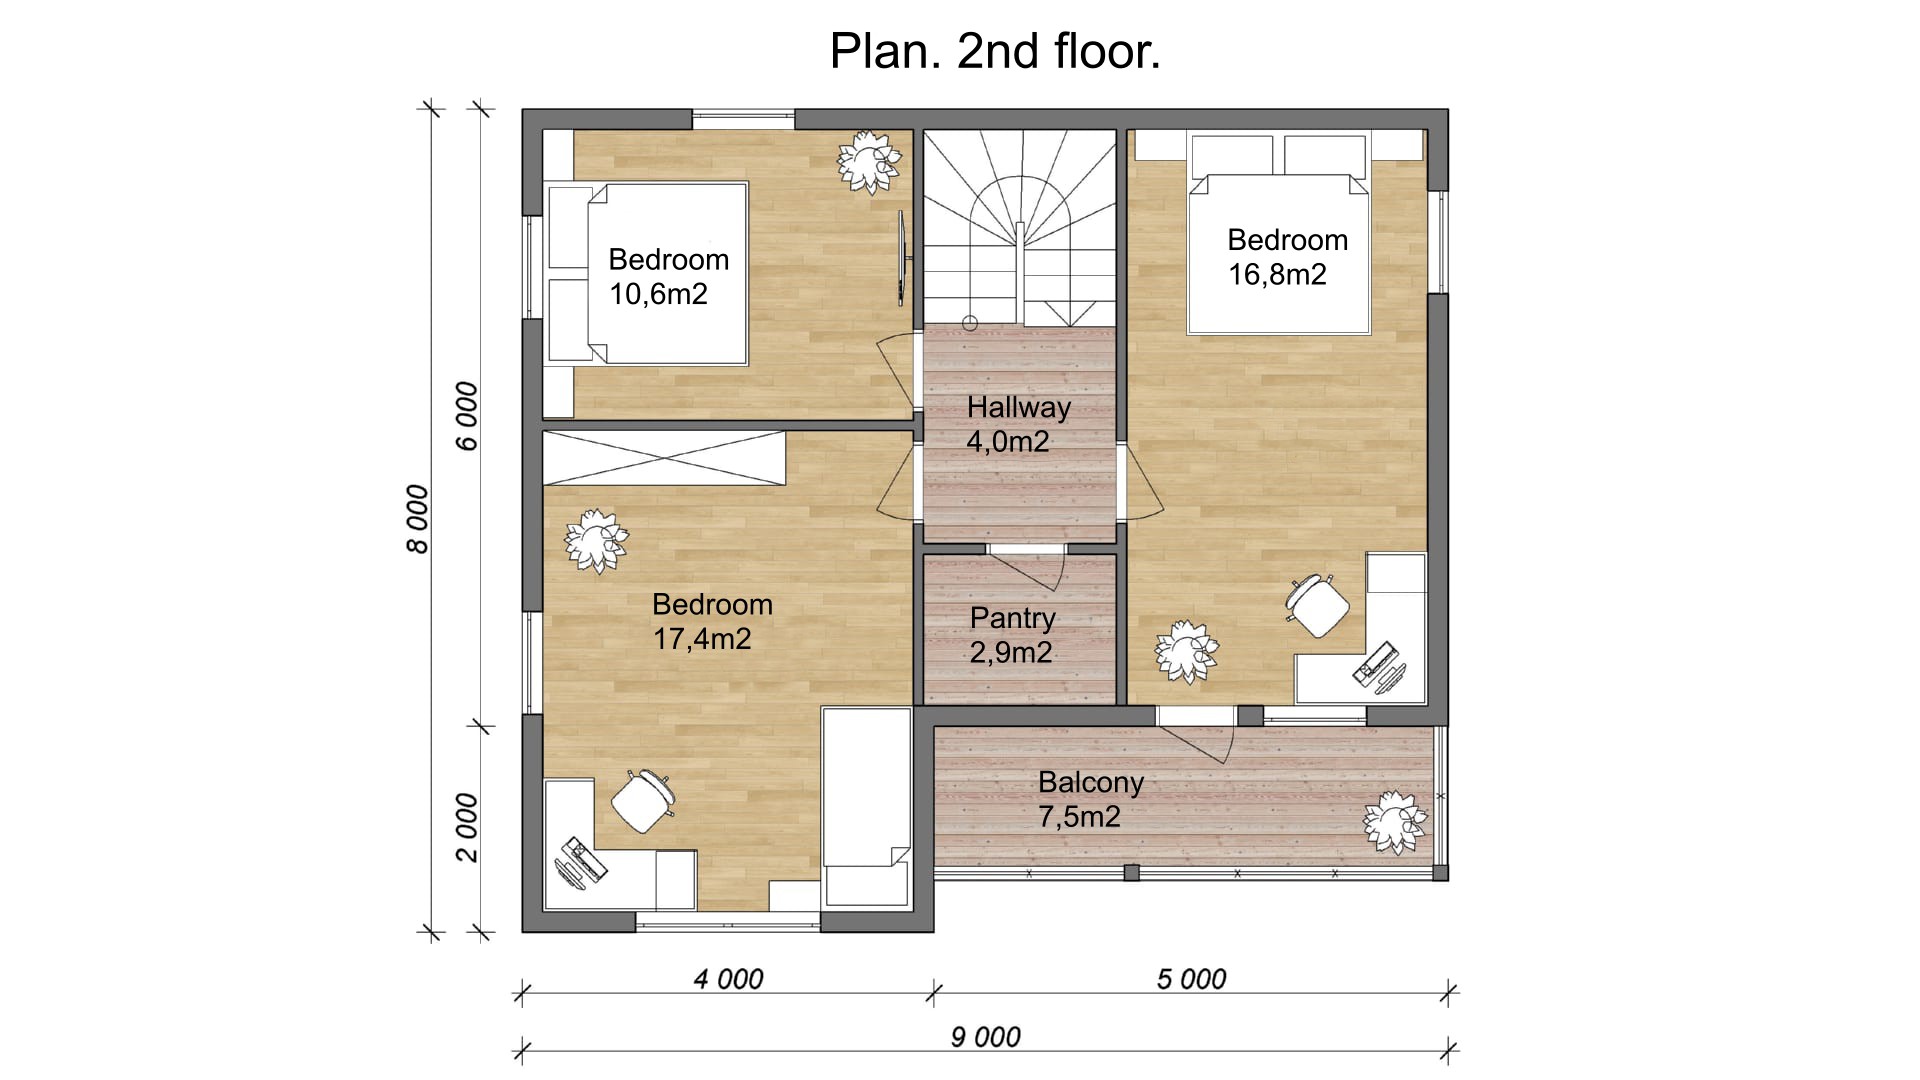 Plan. 2nd floor.
Bedroom
10,6m2
Bedroom
16,8m2
Hallway
4,0m2
6 000
8 000
Bedroom
17,4m2
Pantry
2,9m2
Balcony
7,5m2
2 000
4 000
5 000
9 000